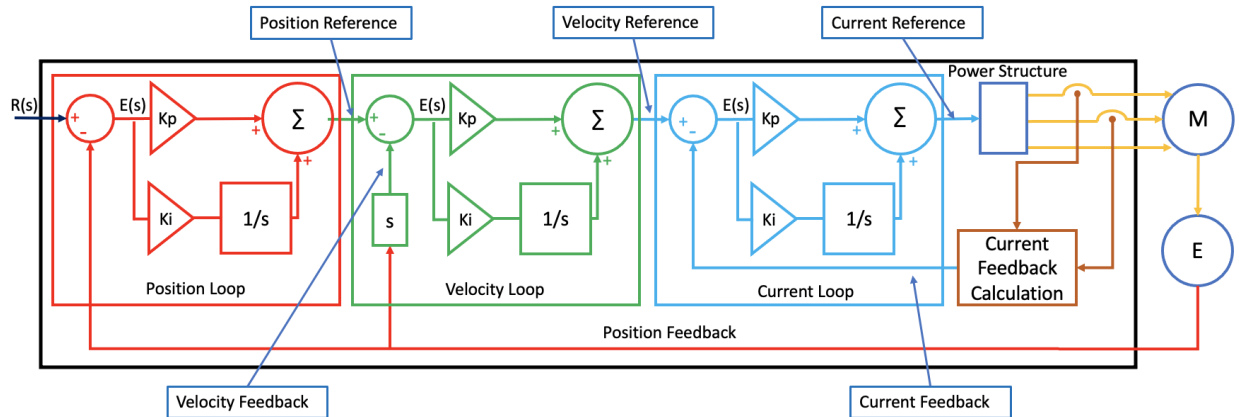 Position Reference
Velocity Reference
Current Reference
Power Structure
R(s)
+
-
E(s)
Kp
Σ
+
+
Ki
1/s
Position Loop
+
-
E(s)
Kp
Σ
+
+
Ki
1/s
s
Velocity Loop
+
-
E(s)
Kp
Σ
+
+
Ki
1/s
Current Loop
M
E
Current
Feedback
Calculation
Position Feedback
Velocity Feedback
Current Feedback